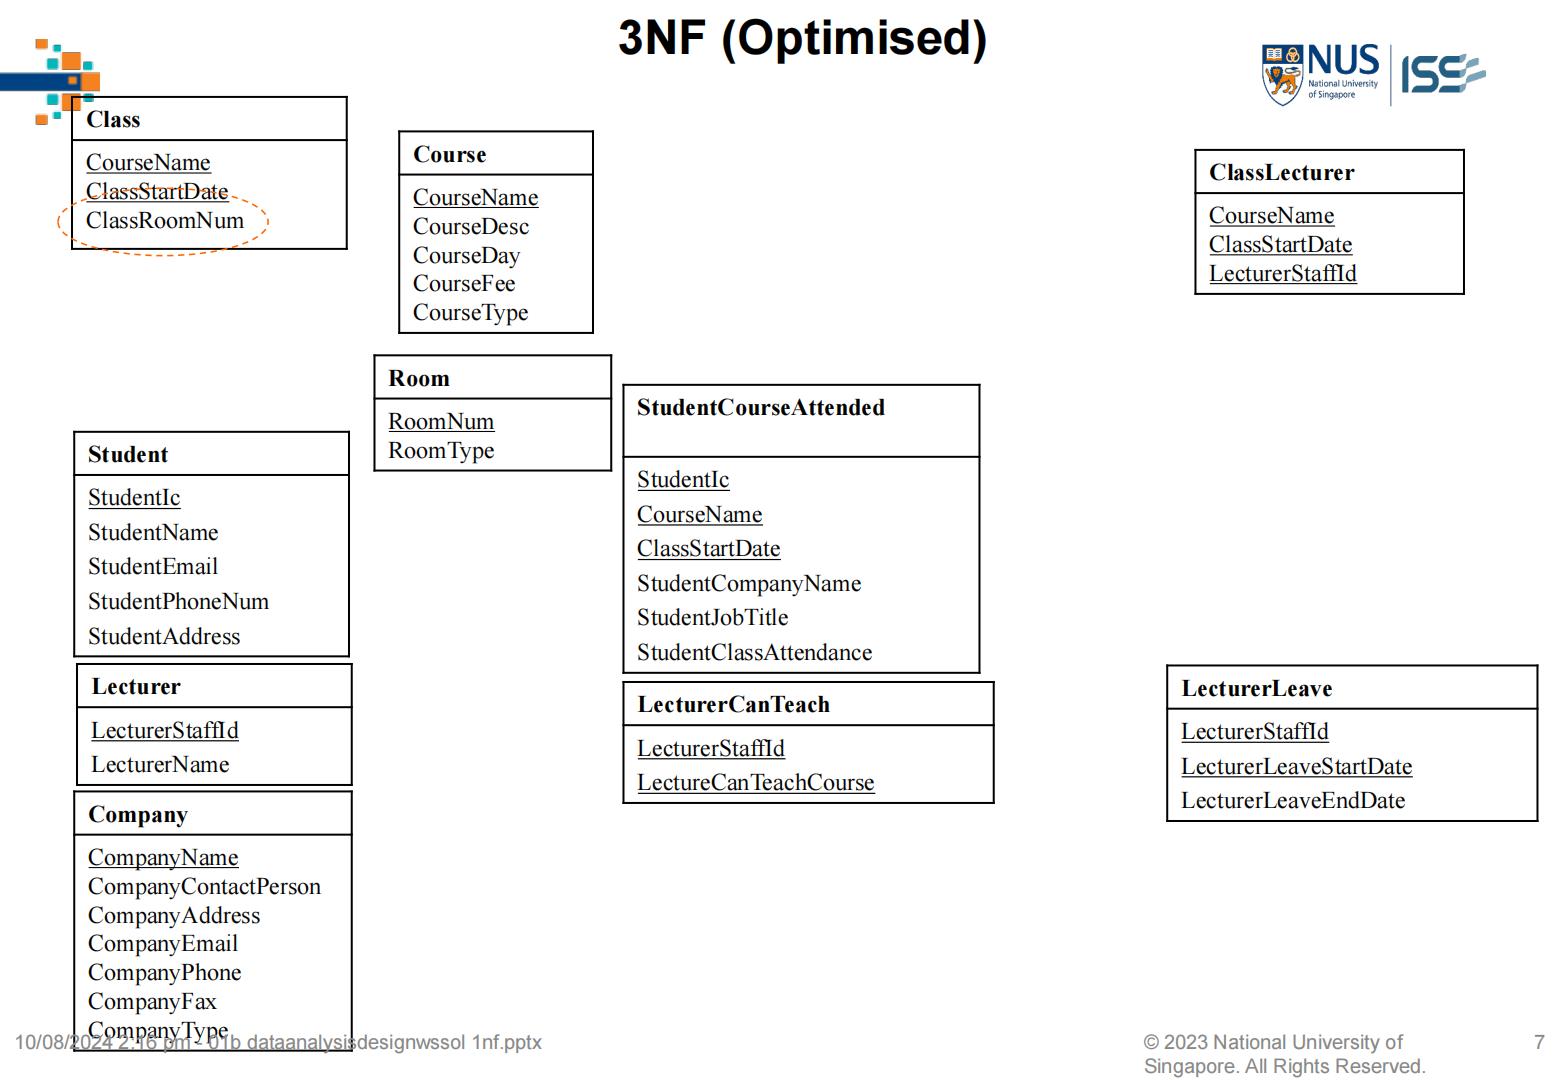 3NF (Optimised)
NUS
National University
of Singapore
ISS
Class
CourseName
ClassStartDate
ClassRoomNum
Course
CourseName
CourseDesc
CourseDay
CourseFee
CourseType
ClassLecturer
CourseName
ClassStartDate
LecturerStaffId
Room
RoomNum
RoomType
StudentCourseAttended
StudentIc
CourseName
ClassStartDate
StudentCompanyName
StudentJobTitle
StudentClassAttendance
Student
StudentIc
StudentName
StudentEmail
StudentPhoneNum
StudentAddress
Lecturer
LecturerStaffId
LecturerName
LecturerCanTeach
LecturerStaffId
LectureCanTeachCourse
LecturerLeave
LecturerStaffId
LecturerLeaveStartDate
LecturerLeaveEndDate
Company
CompanyName
CompanyContactPerson
CompanyAddress
CompanyEmail
CompanyPhone
CompanyFax
CompanyType
10/08/2024 2:16 pm - 01b dataanalysisdesignwssol 1nf.pptx
© 2023 National University of
Singapore. All Rights Reserved.
7